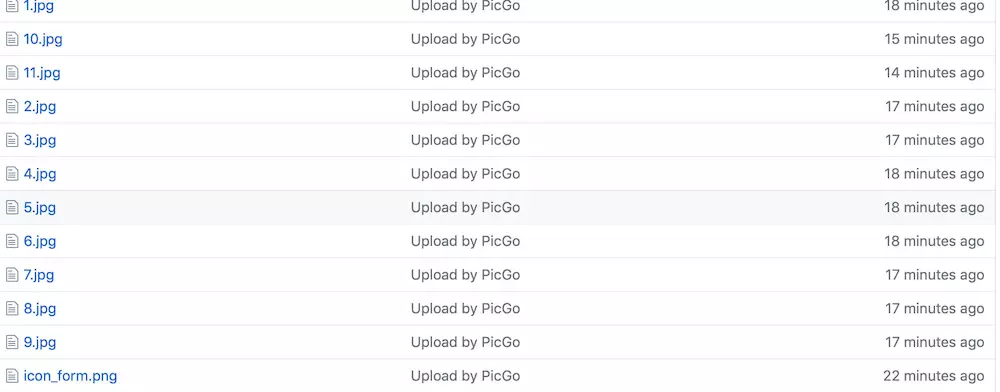 1.jpg Upload by PicGo 18 minutes ago
10.jpg Upload by PicGo 15 minutes ago
11.jpg Upload by PicGo 14 minutes ago
2.jpg Upload by PicGo 17 minutes ago
3.jpg Upload by PicGo 17 minutes ago
4.jpg Upload by PicGo 18 minutes ago
5.jpg Upload by PicGo 18 minutes ago
6.jpg Upload by PicGo 18 minutes ago
7.jpg Upload by PicGo 17 minutes ago
8.jpg Upload by PicGo 17 minutes ago
9.jpg Upload by PicGo 17 minutes ago
icon_form.png Upload by PicGo 22 minutes ago